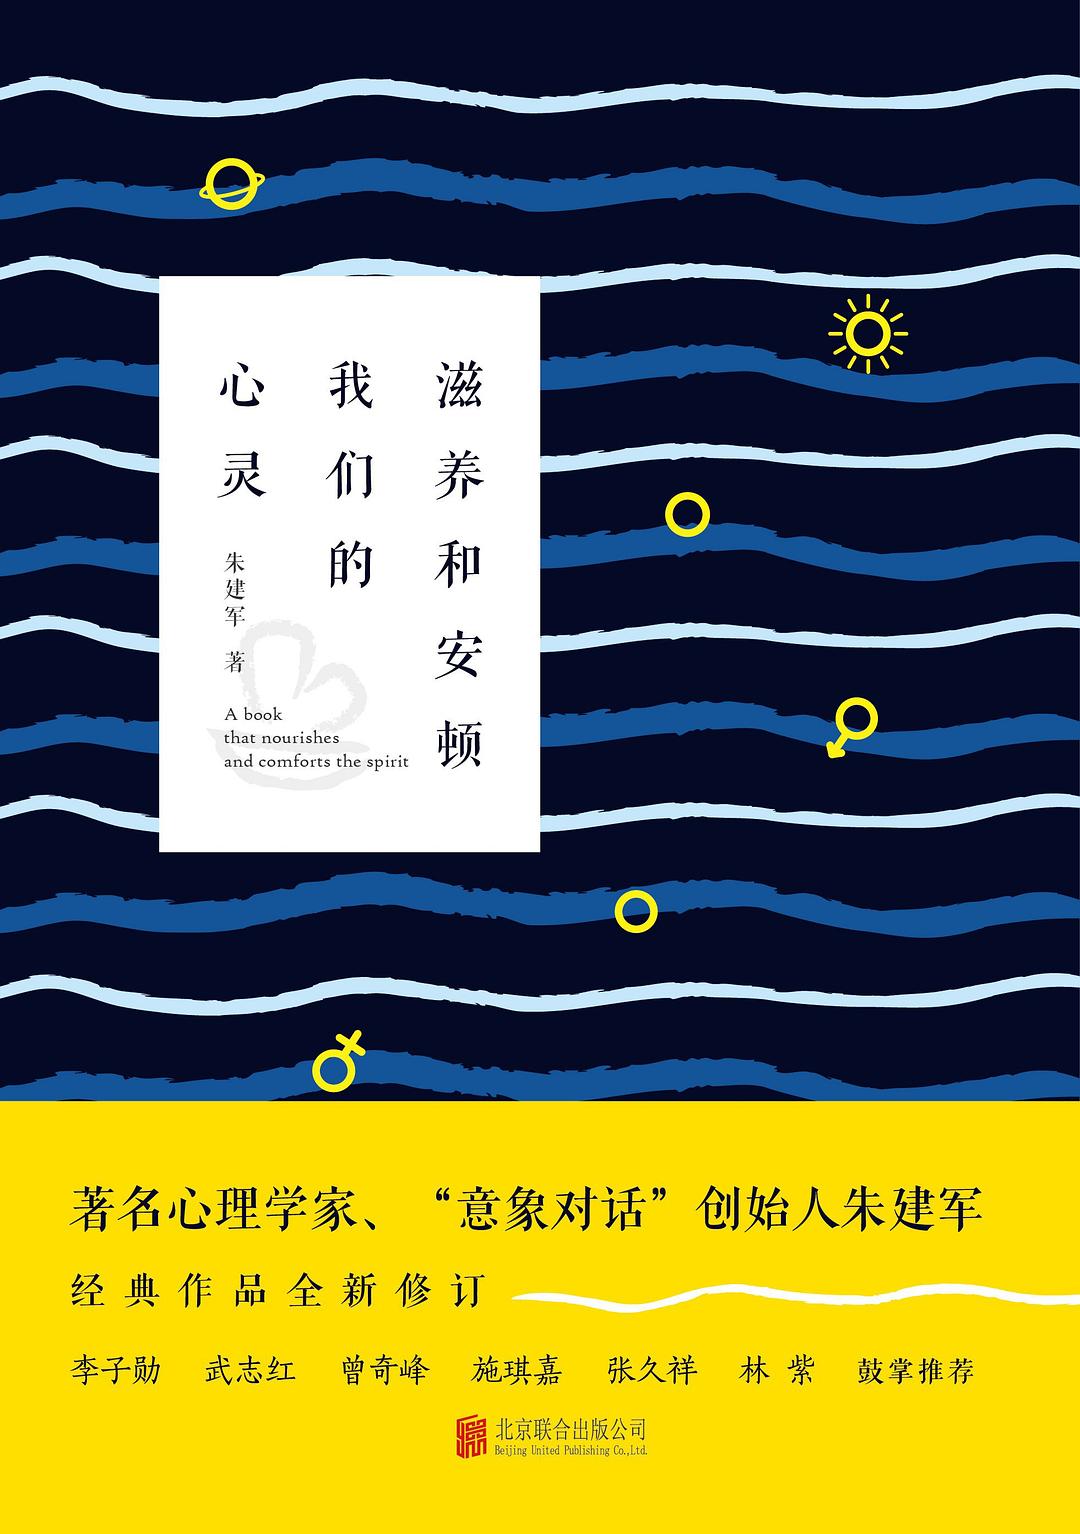 滋养和安顿
我们的
心灵
朱建军 著
A book
that nourishes
and comforts the spirit
著名心理学家、“意象对话”创始人朱建军
经典作品全新修订
李子勋 武志红 曾奇峰 施琪嘉 张久祥 林 紫 鼓掌推荐
北京联合出版公司
Beijing United Publishing Co.,Ltd.